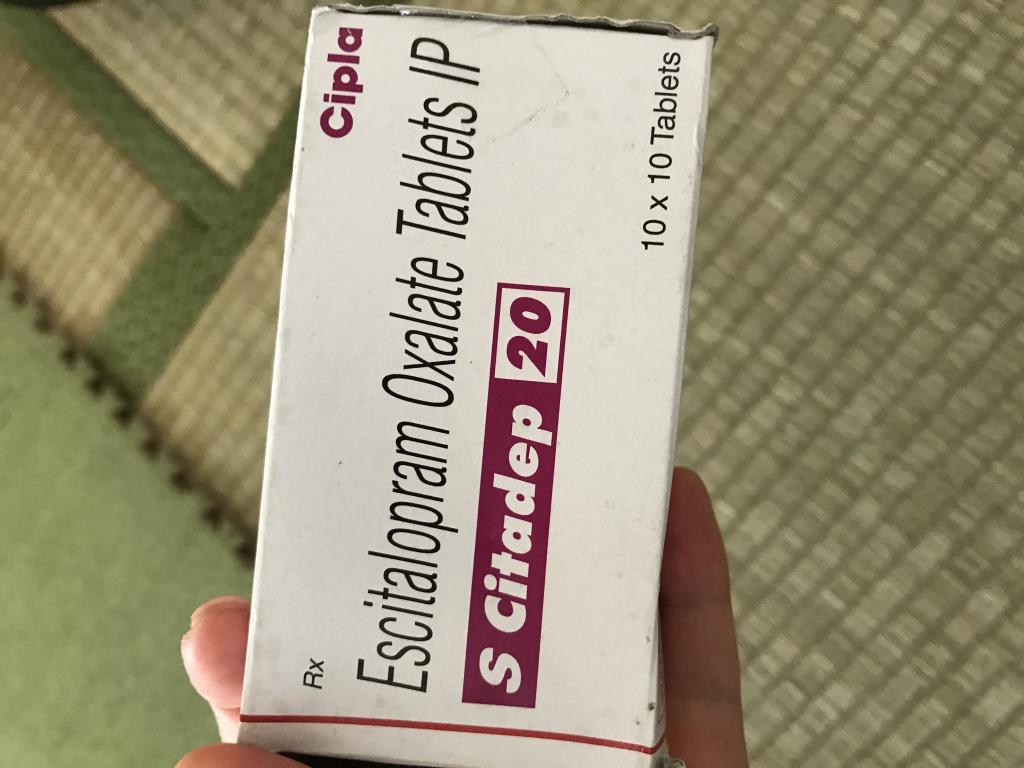 Cipla
Rx
Escitalopram Oxalate Tablets IP
S Citadep 20
10 x 10 Tablets